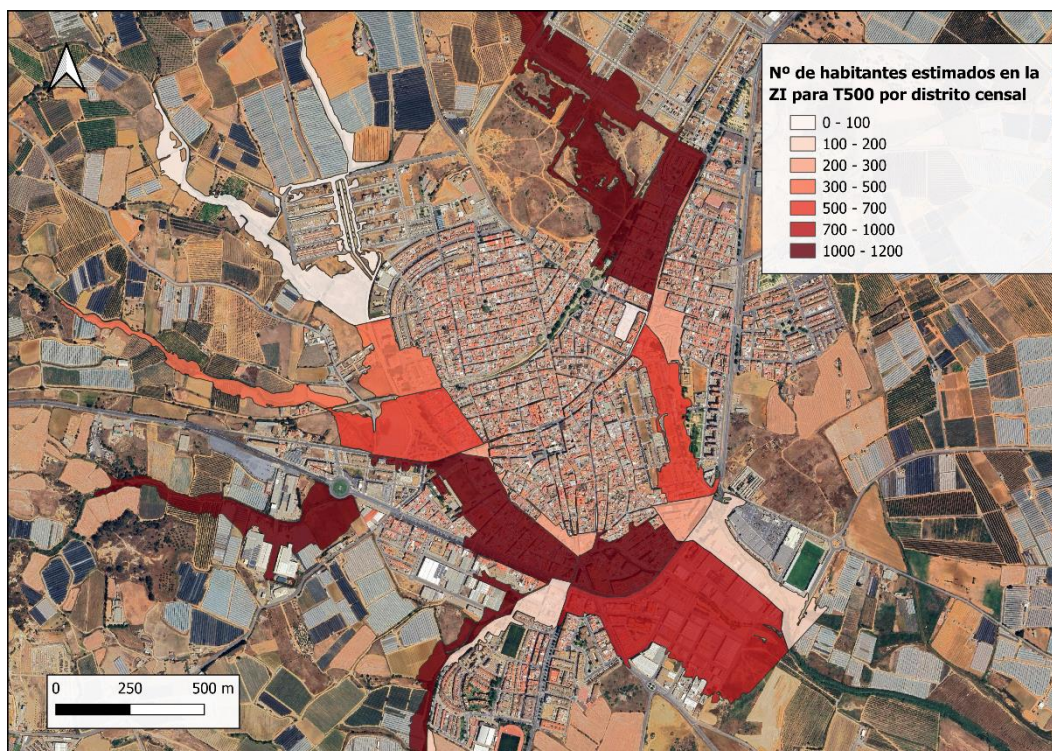 Nº de habitantes estimados en la
ZI para T500 por distrito censal
0 - 100
100 - 200
200 - 300
300 - 500
500 - 700
700 - 1000
1000 - 1200
0 250 500 m